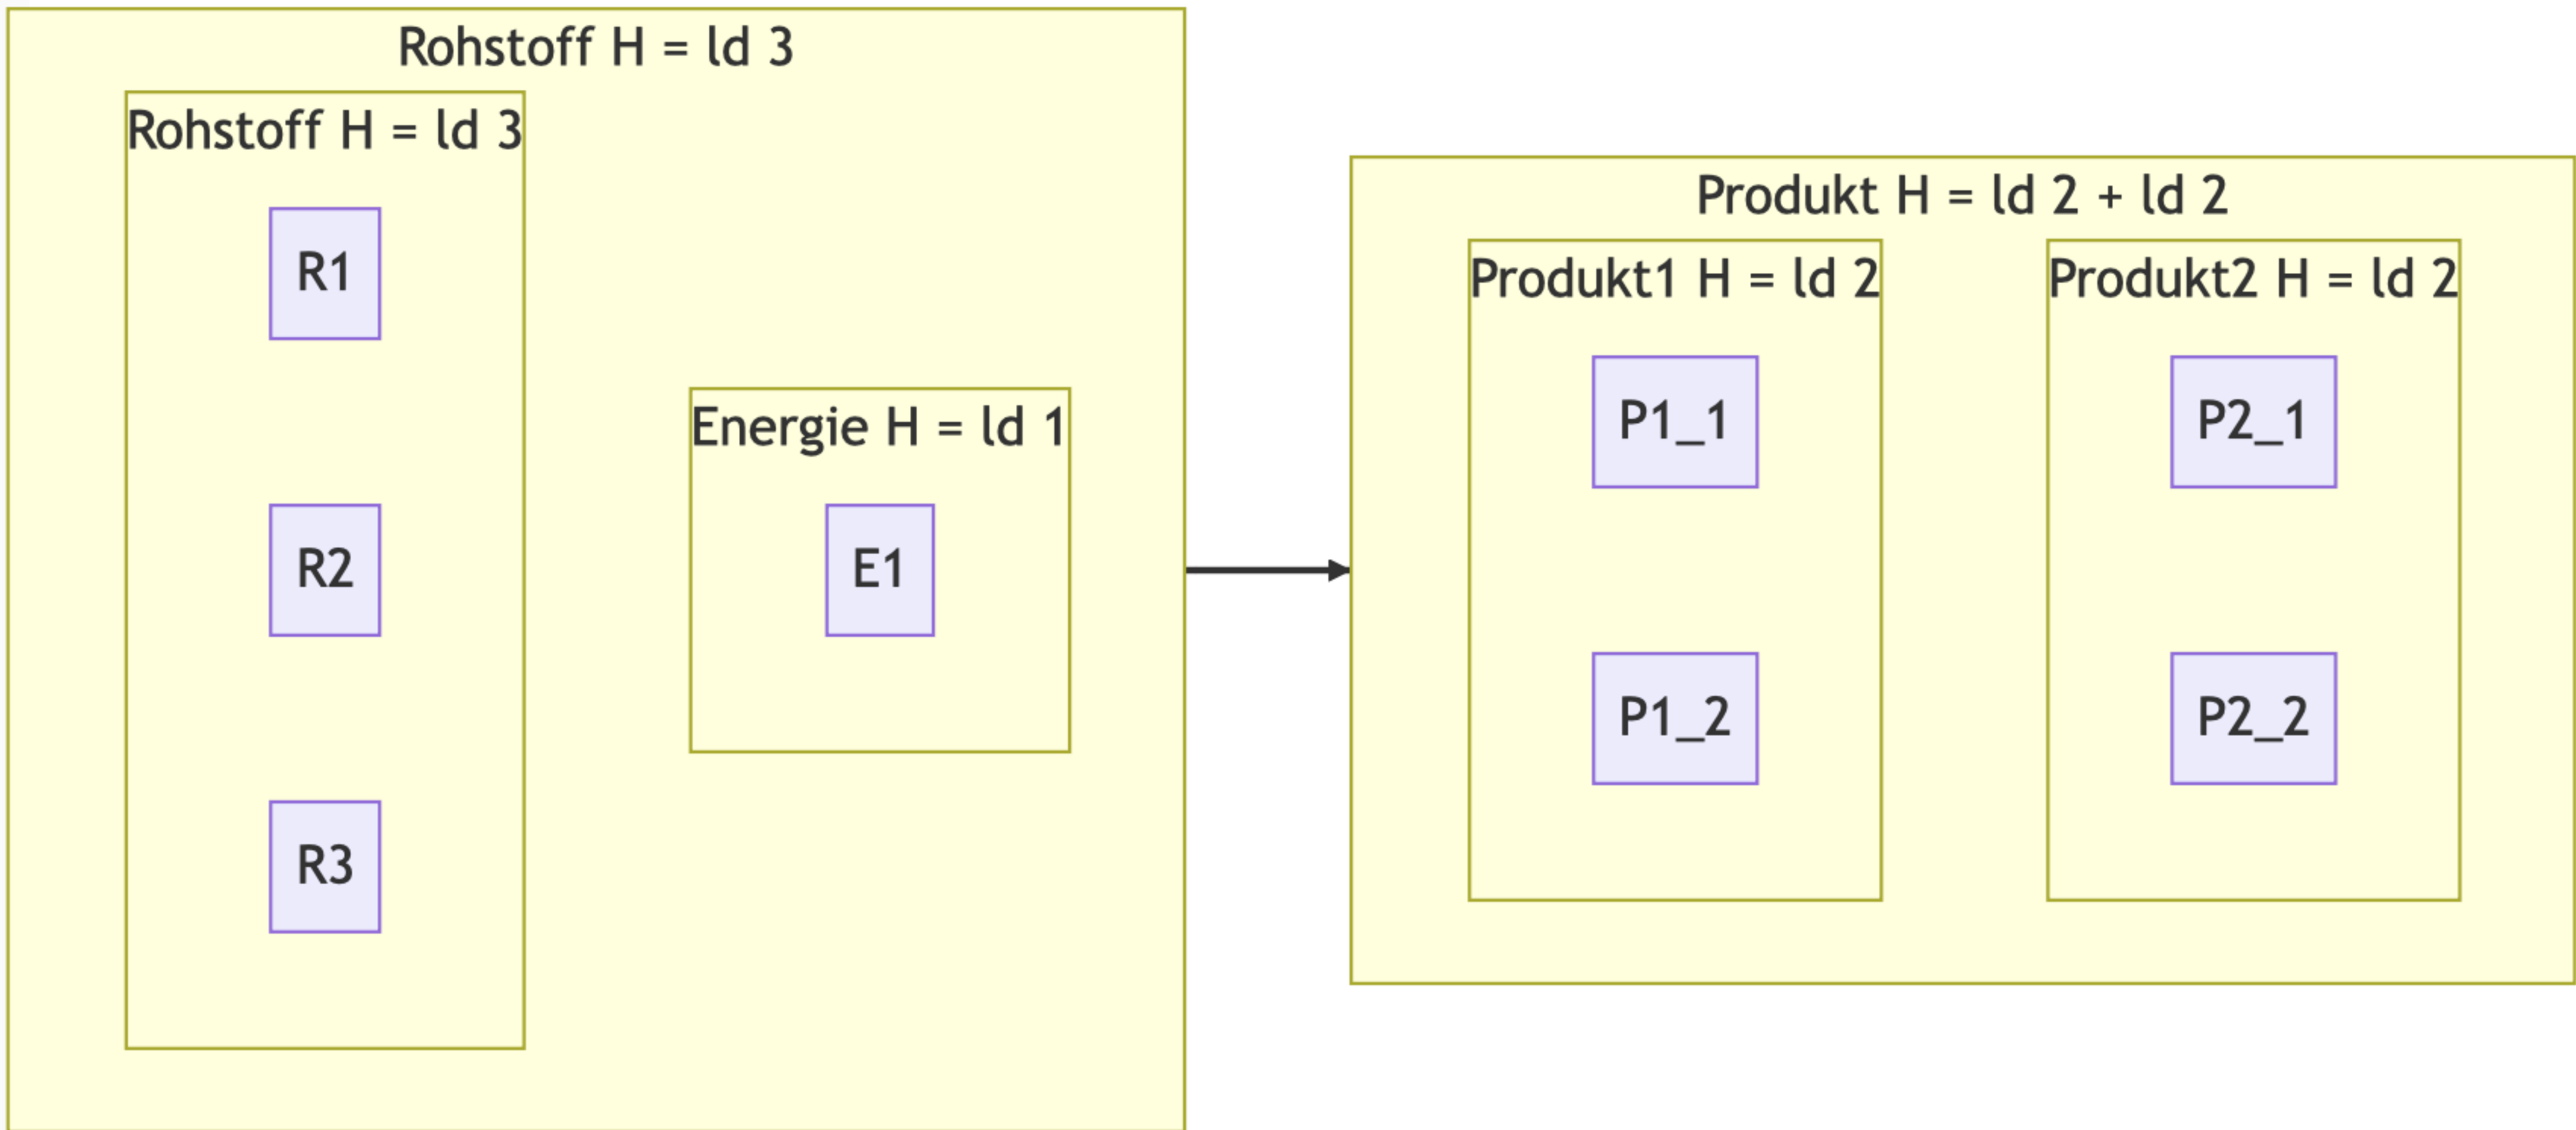 Rohstoff H = ld 3
Rohstoff H = ld 3
R1
R2
R3
Energie H = ld 1
E1
Produkt H = ld 2 + ld 2
Produkt1 H = ld 2
P1_1
P1_2
Produkt2 H = ld 2
P2_1
P2_2